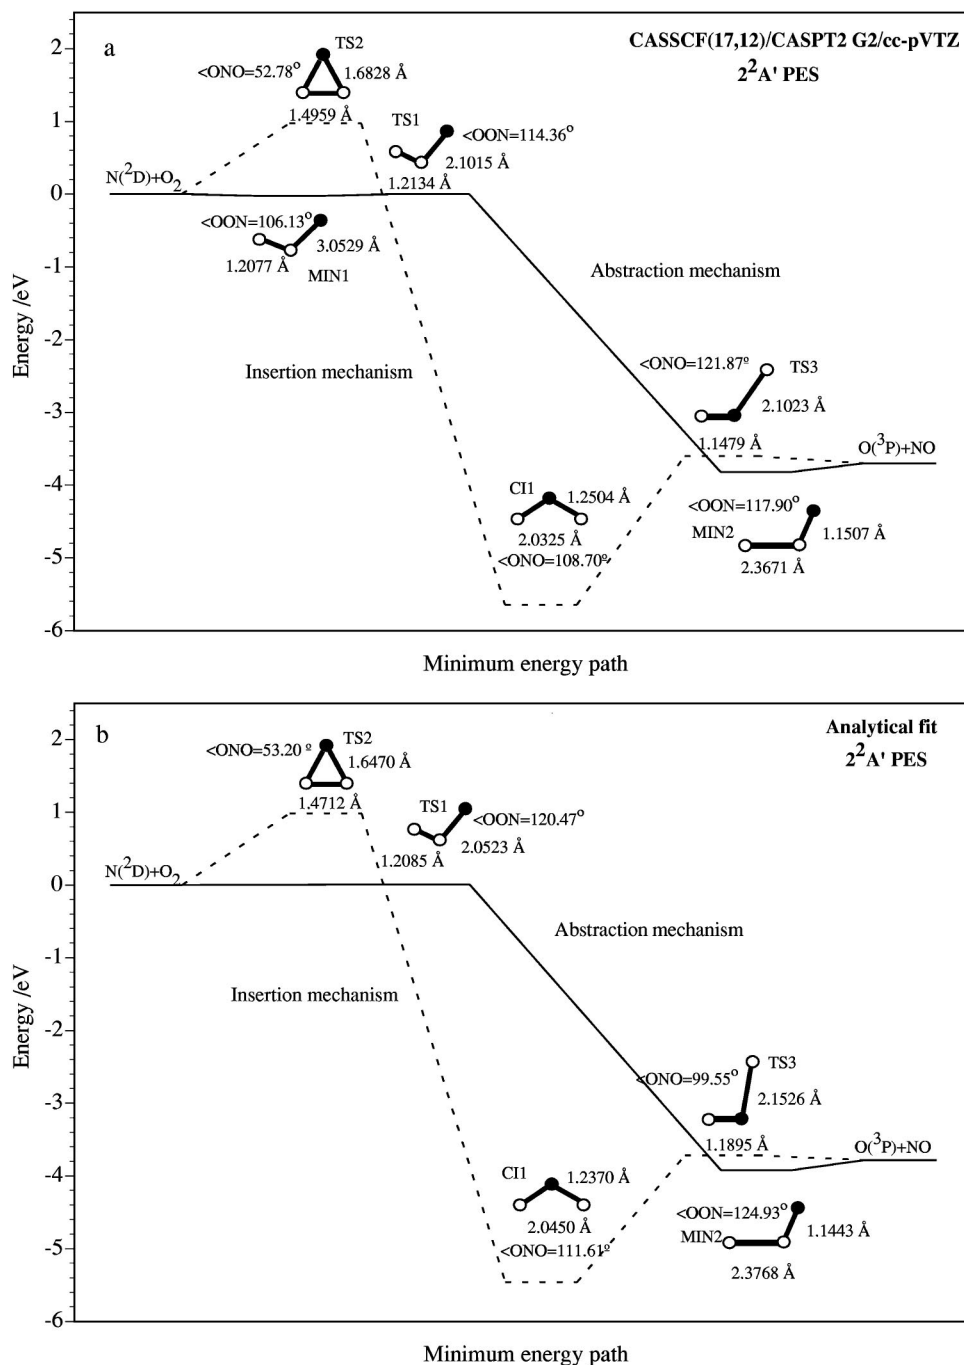 a
CASSCF(17,12)/CASPT2 G2/cc-pVTZ
2²A' PES
TS2
<ONO=52.78°
1.6828 Å
1.4959 Å
TS1
<OON=114.36°
2.1015 Å
1.2134 Å
N(²D)+O₂
<OON=106.13°
3.0529 Å
1.2077 Å
MIN1
Abstraction mechanism
Insertion mechanism
<ONO=121.87º
TS3
2.1023 Å
1.1479 Å
O(³P)+NO
CI1
1.2504 Å
2.0325 Å
<ONO=108.70º
<OON=117.90°
MIN2
1.1507 Å
2.3671 Å
2
1
0
-1
-2
-3
-4
-5
-6
Energy /eV
Minimum energy path
b
Analytical fit
2²A' PES
TS2
<ONO=53.20 º
1.6470 Å
1.4712 Å
TS1
<OON=120.47°
2.0523 Å
1.2085 Å
N(²D)+O₂
Abstraction mechanism
Insertion mechanism
TS3
<ONO=99.55°
2.1526 Å
1.1895 Å
O(³P)+NO
CI1
1.2370 Å
2.0450 Å
<ONO=111.61º
<OON=124.93°
MIN2
1.1443 Å
2.3768 Å
2
1
0
-1
-2
-3
-4
-5
-6
Energy /eV
Minimum energy path